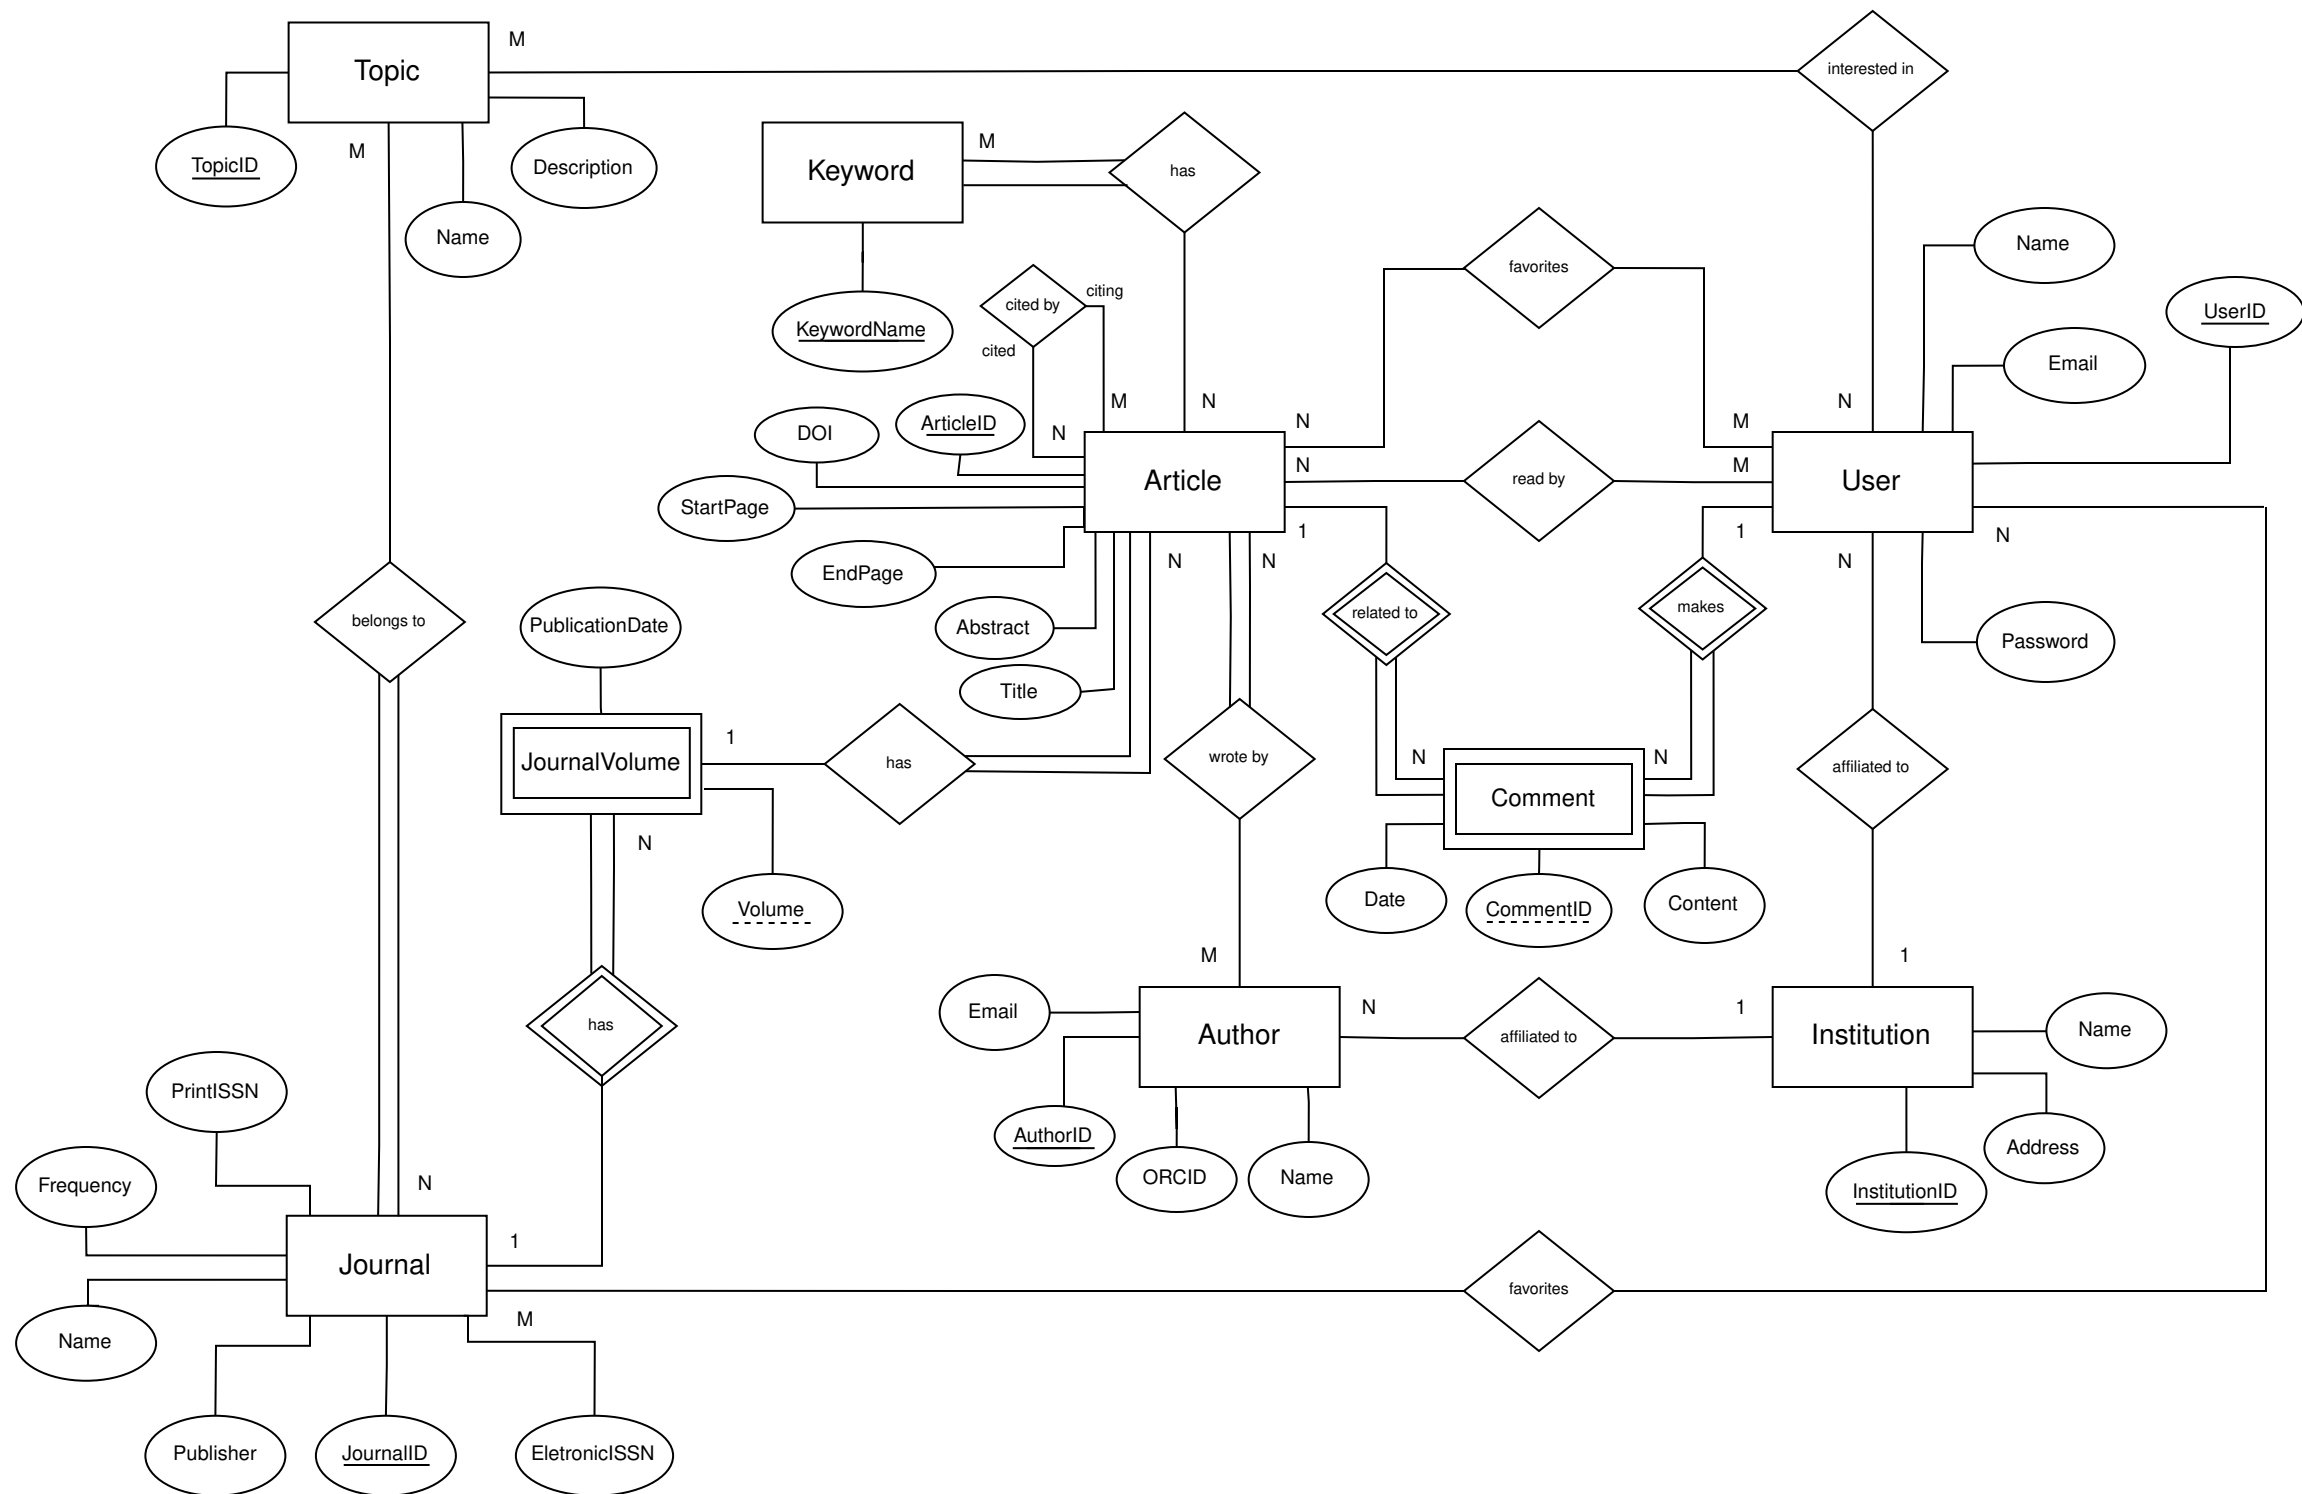 M
Topic
interested in
TopicID
M
Description
Name
Keyword
M
has
KeywordName
cited by
citing
cited
favorites
Name
UserID
Email
M
N
N
N
M
N
DOI
ArticleID
N
M
Article
read by
User
StartPage
EndPage
N
N
1
1
N
N
Abstract
Title
related to
makes
Password
belongs to
PublicationDate
JournalVolume
1
has
wrote by
N
N
Comment
affiliated to
N
Volume
Date
CommentID
Content
M
1
has
Email
Author
N
affiliated to
1
Institution
Name
AuthorID
ORCID
Name
Address
InstitutionID
PrintISSN
Frequency
N
Journal
1
favorites
M
Name
Publisher
JournalID
EletronicISSN